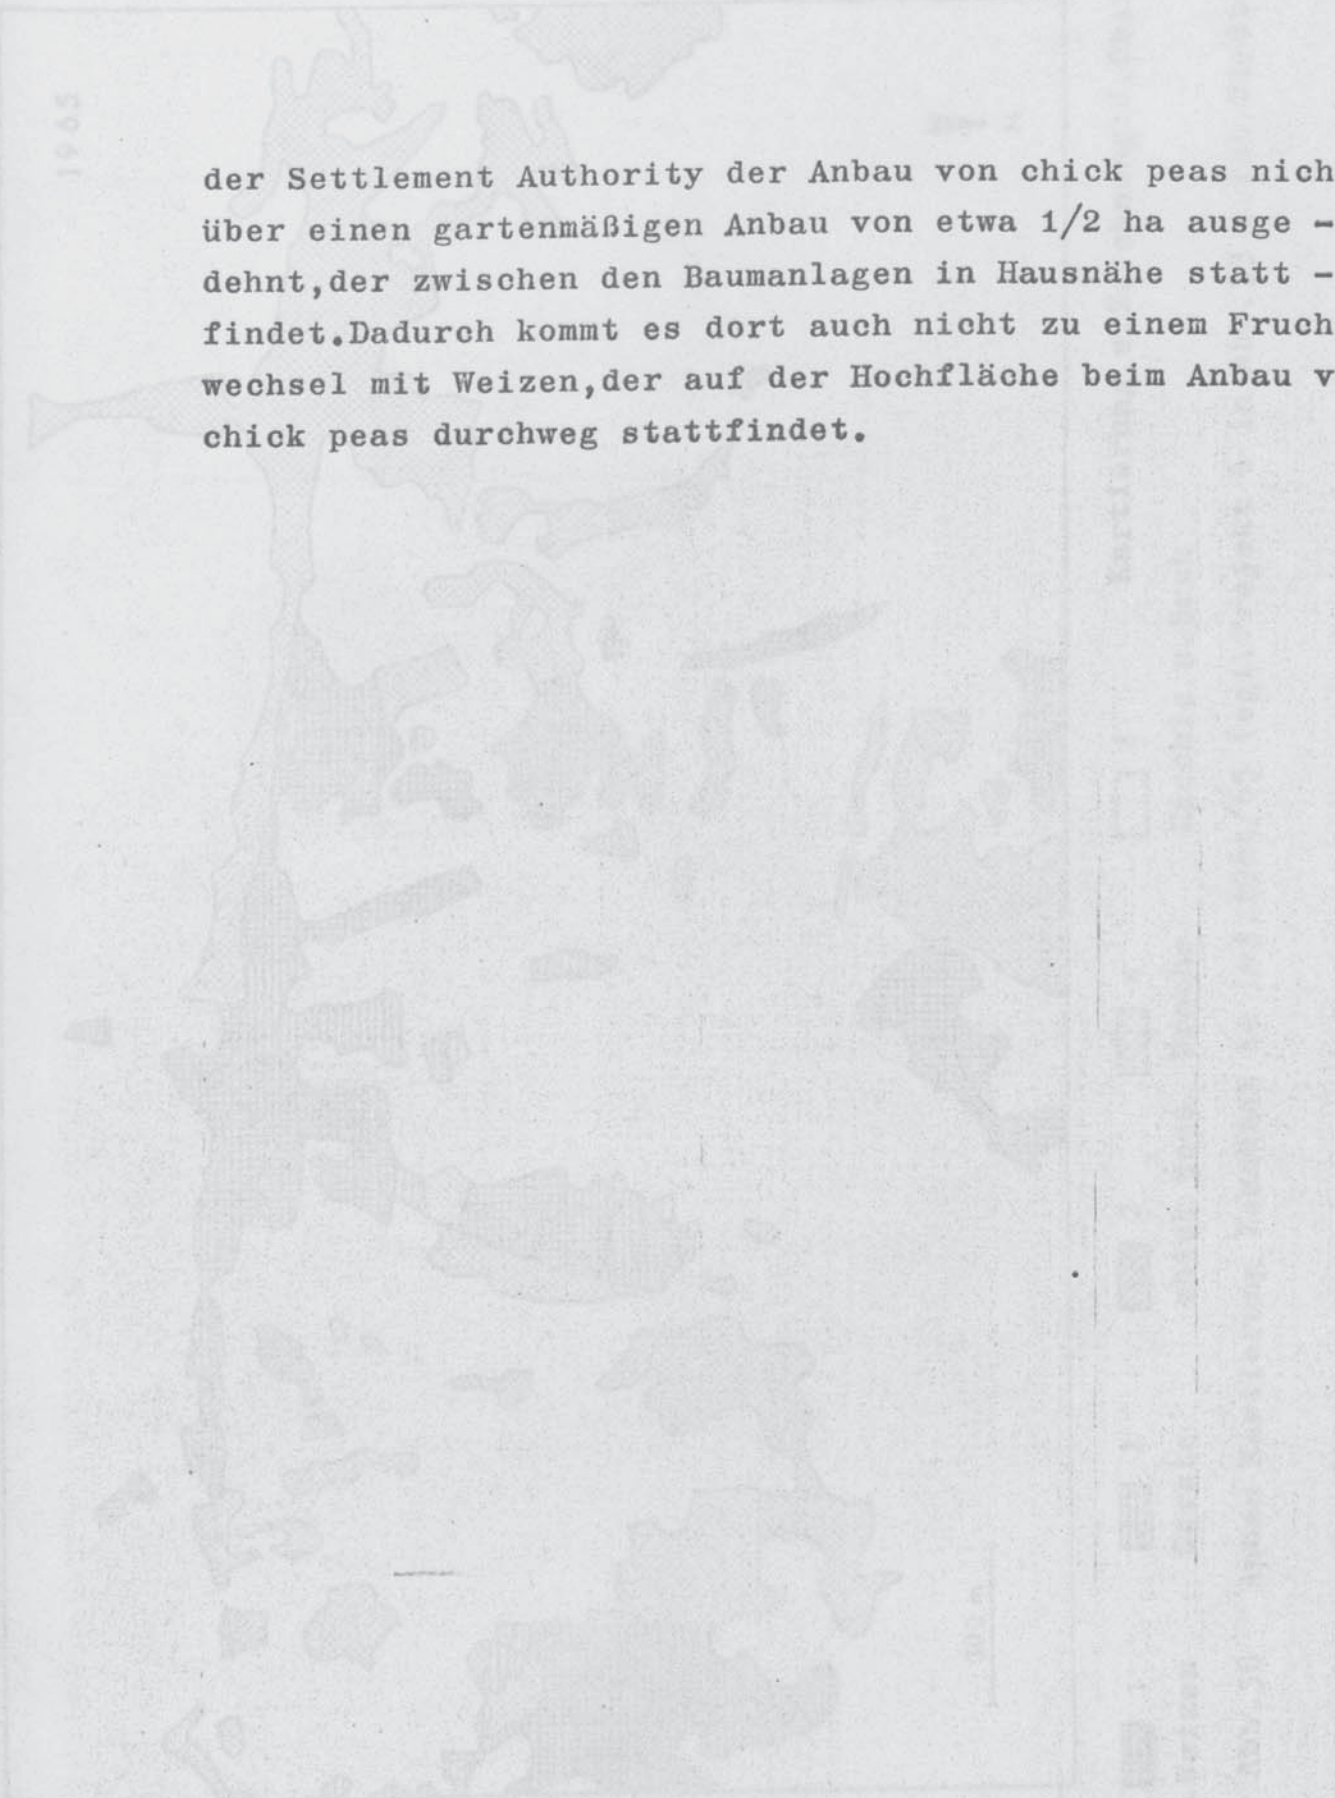 der Settlement Authority der Anbau von chick peas nich
über einen gartenmäßigen Anbau von etwa 1/2 ha ausge -
dehnt,der zwischen den Baumanlagen in Hausnähe statt -
findet.Dadurch kommt es dort auch nicht zu einem Fruch
wechsel mit Weizen,der auf der Hochfläche beim Anbau v
chick peas durchweg stattfindet.
1965